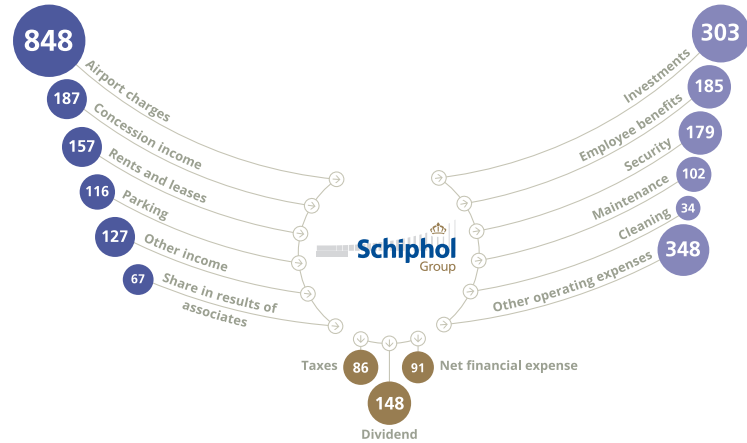 848
Airport charges
187
Concession income
157
Rents and leases
116
Parking
127
Other income
67
Share in results of
associates
303
Investments
185
Employee benefits
179
Security
102
Maintenance
34
Cleaning
348
Other operating expenses
Schiphol
Group
Taxes
86
91
Net financial expense
148
Dividend